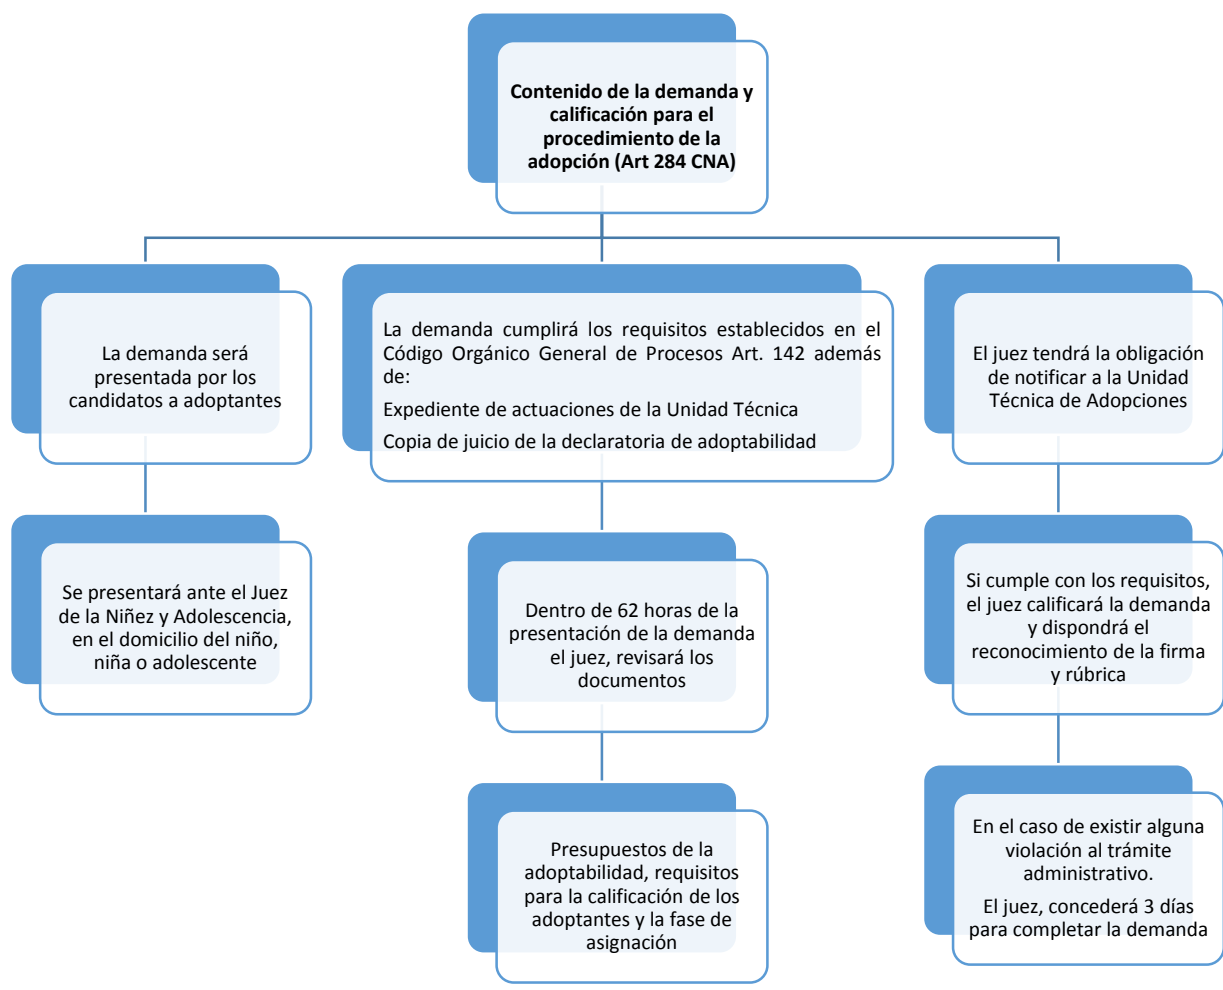 Contenido de la demanda y
calificación para el
procedimiento de la
adopción (Art 284 CNA)
La demanda será
presentada por los
candidatos a adoptantes
Se presentará ante el Juez
de la Niñez y Adolescencia,
en el domicilio del niño,
niña o adolescente
La demanda cumplirá los requisitos establecidos en el
Código Orgánico General de Procesos Art. 142 además
de:
Expediente de actuaciones de la Unidad Técnica
Copia de juicio de la declaratoria de adoptabilidad
Dentro de 62 horas de la
presentación de la demanda
el juez, revisará los
documentos
Presupuestos de la
adoptabilidad, requisitos
para la calificación de los
adoptantes y la fase de
asignación
El juez tendrá la obligación
de notificar a la Unidad
Técnica de Adopciones
Si cumple con los requisitos,
el juez calificará la demanda
y dispondrá el
reconocimiento de la firma
y rúbrica
En el caso de existir alguna
violación al trámite
administrativo.
El juez, concederá 3 días
para completar la demanda